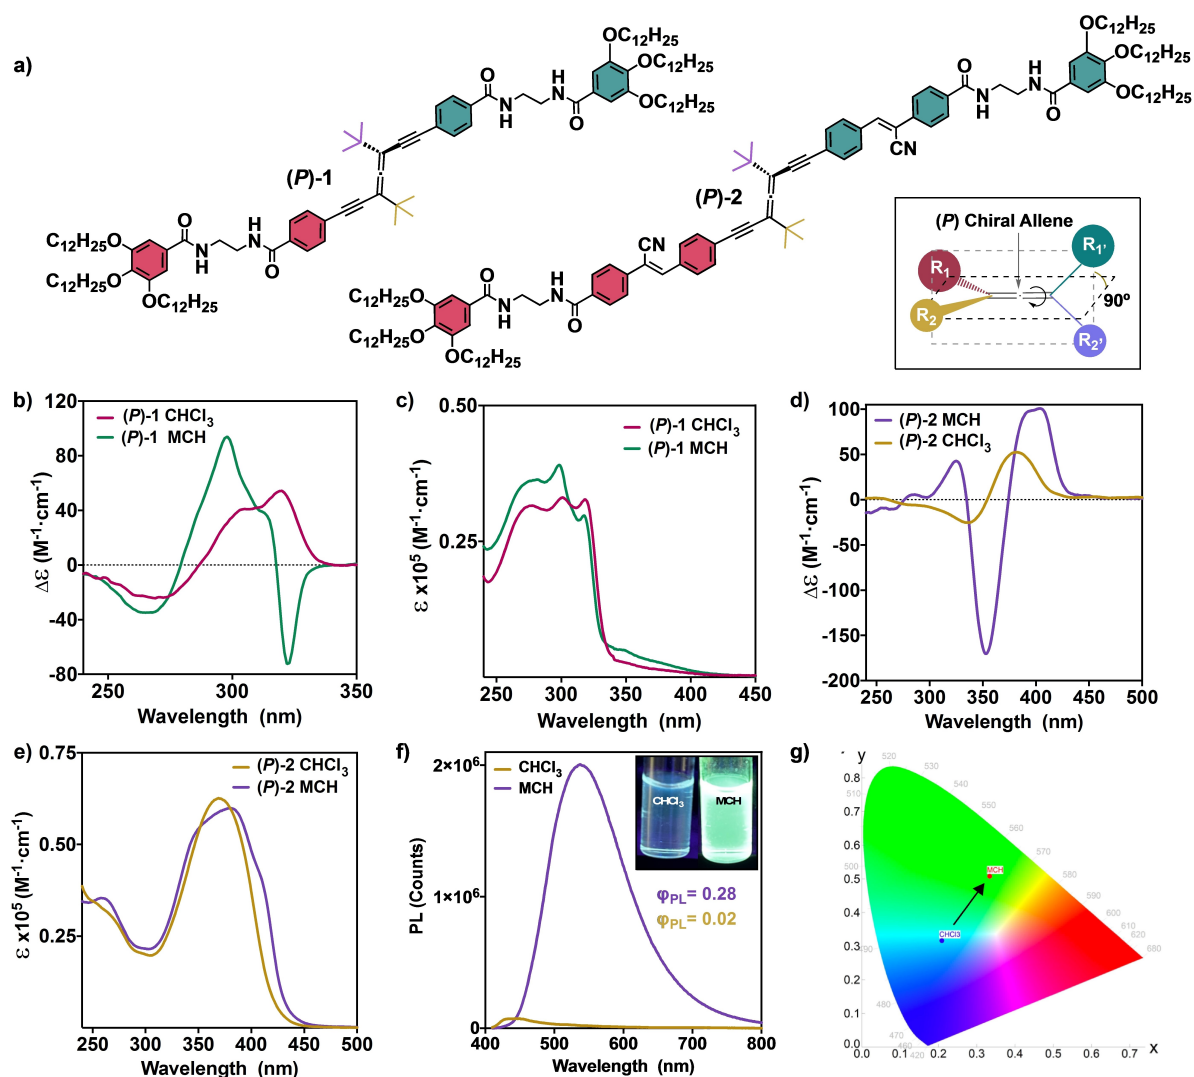 a)
OC12H25
OC12H25
OC12H25
O
N
H
H
N
O
(P)-1
O
H
N
N
H
O
C12H25O
C12H25O
OC12H25
OC12H25
OC12H25
OC12H25
O
N
H
H
N
O
CN
(P)-2
CN
O
H
N
N
H
O
C12H25O
C12H25O
OC12H25
(P) Chiral Allene
R1
R1'
R2
R2'
90º
b)
120
80
40
0
-40
-80
Δε (M-1·cm-1)
(P)-1 CHCl3
(P)-1 MCH
250
300
350
Wavelength (nm)
c)
0.50
0.25
ε x10⁵ (M-1·cm-1)
(P)-1 CHCl3
(P)-1 MCH
250
300
350
400
450
Wavelength (nm)
d)
100
50
0
-50
-100
-150
-200
Δε (M-1·cm-1)
(P)-2 MCH
(P)-2 CHCl3
250
300
350
400
450
500
Wavelength (nm)
e)
0.75
0.50
0.25
ε x10⁵ (M-1·cm-1)
(P)-2 CHCl3
(P)-2 MCH
250
300
350
400
450
500
Wavelength (nm)
f)
2×10⁶
1×10⁶
0
PL (Counts)
CHCl3
MCH
CHCl3
MCH
φPL= 0.28
φPL= 0.02
400
500
600
700
800
Wavelength (nm)
g)
y
0.8
0.7
0.6
0.5
0.4
0.3
0.2
0.1
0.0
520
530
540
550
560
570
580
590
600
610
620
680
510
500
480
470
460
420
MCH
CHCl3
0.0
0.1
0.2
0.3
0.4
0.5
0.6
0.7
x